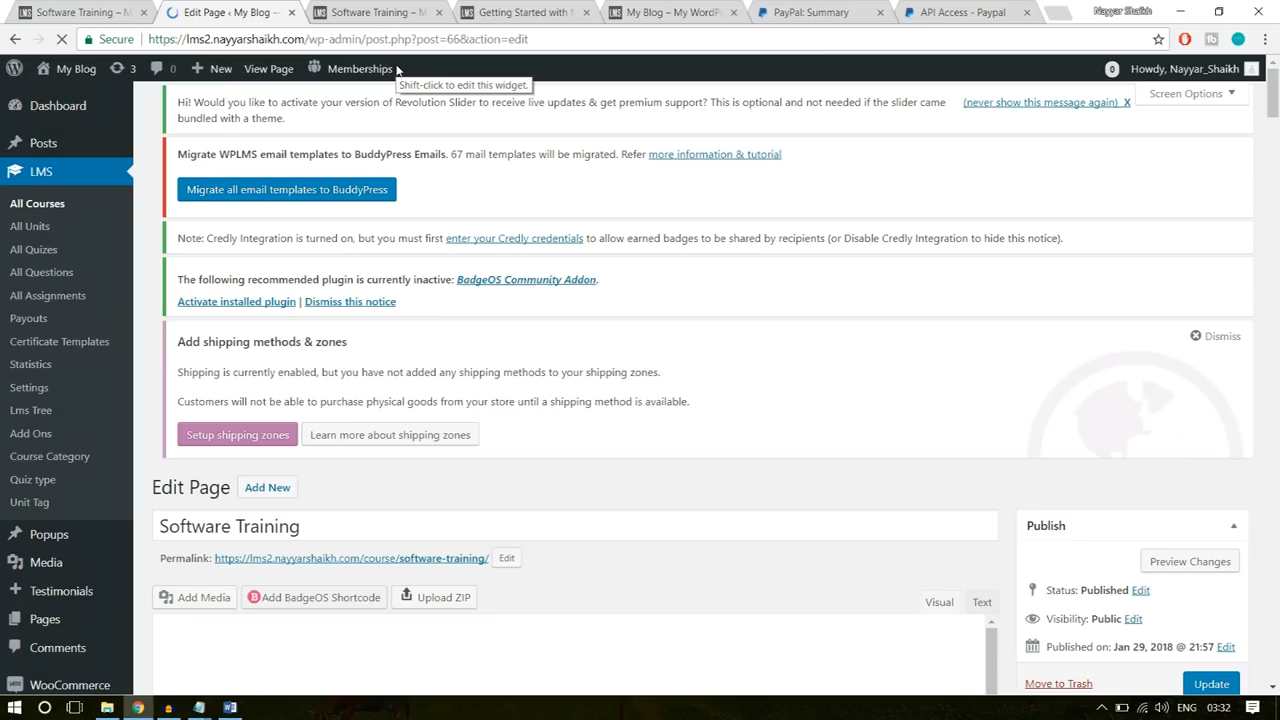 Software Training – M
Edit Page ‹ My Blog –
Software Training – M
Getting Started with M
My Blog – My WordPr
PayPal: Summary
API Access - Paypal
Nayyar Shaikh
Secure
https://lms2.nayyarshaikh.com/wp-admin/post.php?post=66&action=edit
My Blog
3
0
New
View Page
Memberships
0
Howdy, Nayyar_Shaikh
Shift-click to edit this widget.
Dashboard
Posts
LMS
All Courses
All Units
All Quizes
All Questions
All Assignments
Payouts
Certificate Templates
Statistics
Settings
Lms Tree
Add Ons
Course Category
Quiz type
Unit Tag
Popups
Media
Testimonials
Pages
Comments
WooCommerce
Screen Options
Hi! Would you like to activate your version of Revolution Slider to receive live updates & get premium support? This is optional and not needed if the slider came
bundled with a theme.
(never show this message again) X
Migrate WPLMS email templates to BuddyPress Emails. 67 mail templates will be migrated. Refer more information & tutorial
Migrate all email templates to BuddyPress
Note: Credly Integration is turned on, but you must first enter your Credly credentials to allow earned badges to be shared by recipients (or Disable Credly Integration to hide this notice).
The following recommended plugin is currently inactive: BadgeOS Community Addon.
Activate installed plugin | Dismiss this notice
Add shipping methods & zones
Dismiss
Shipping is currently enabled, but you have not added any shipping methods to your shipping zones.
Customers will not be able to purchase physical goods from your store until a shipping method is available.
Setup shipping zones
Learn more about shipping zones
Edit Page
Add New
Software Training
Permalink: https://lms2.nayyarshaikh.com/course/software-training/ Edit
Add Media
Add BadgeOS Shortcode
Upload ZIP
Visual
Text
Publish
Preview Changes
Status: Published Edit
Visibility: Public Edit
Published on: Jan 29, 2018 @ 21:57 Edit
Move to Trash
Update
ENG
03:32